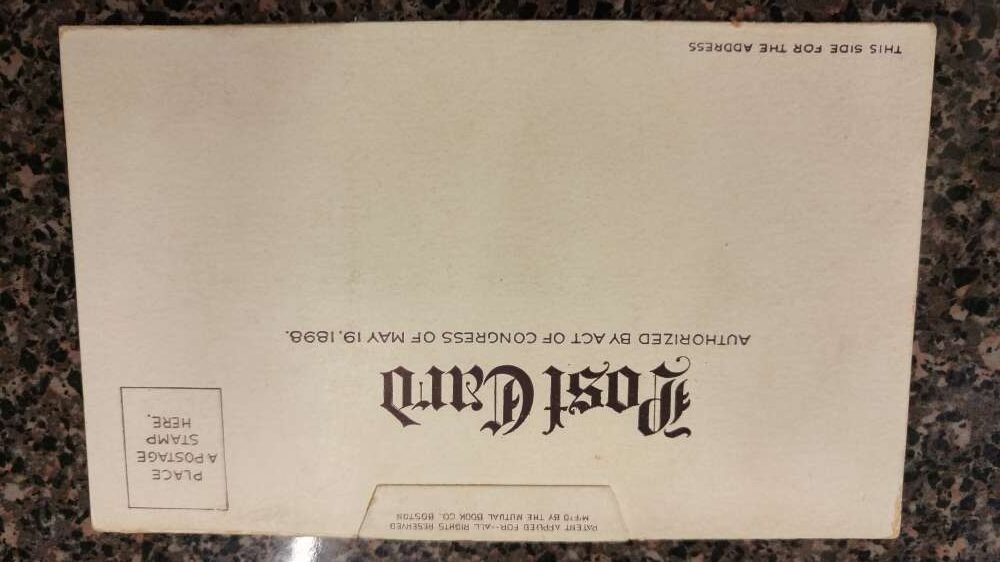 PATENT APPLIED FOR--ALL RIGHTS RESERVED
M'F'D BY THE MUTUAL BOOK CO. BOSTON
PLACE
A POSTAGE
STAMP
HERE.
Post Card
AUTHORIZED BY ACT OF CONGRESS OF MAY 19, 1898.
THIS SIDE FOR THE ADDRESS